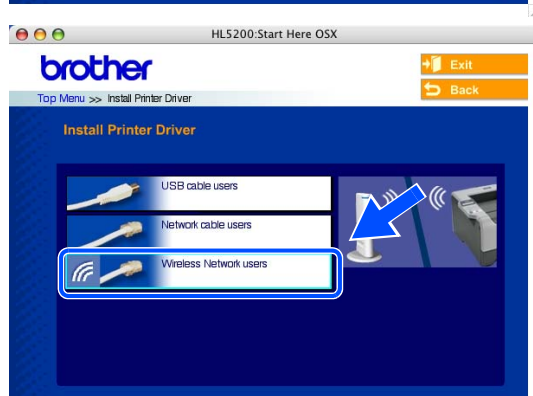 HL5200:Start Here OSX
brother
Exit
Top Menu >> Install Printer Driver
Back
Install Printer Driver
USB cable users
Network cable users
Wireless Network users